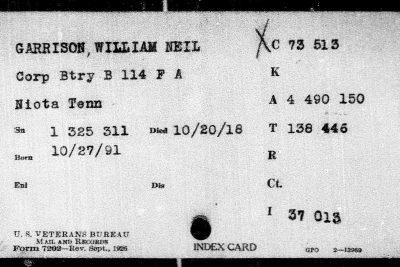 GARRISON, WILLIAM NEIL X C 73 513
Corp Btry B 114 F A K
Niota Tenn A 4 490 150
Sn 1 325 311 Died 10/20/18 T 138 446
Born 10/27/91 R
Enl Dis Ct.
I 37 013
U. S. VETERANS BUREAU
MAIL AND RECORDS
Form 7202—Rev. Sept., 1926 INDEX CARD GPO 2—12969